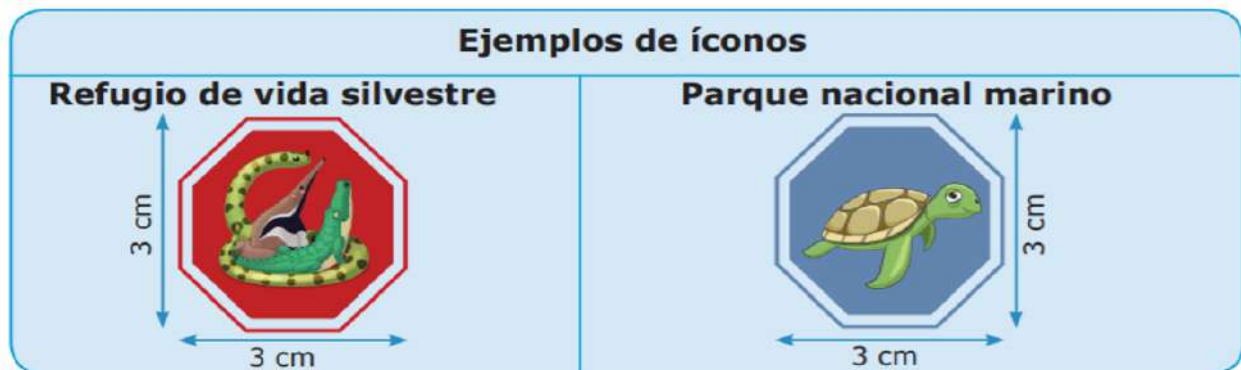 Ejemplos de íconos
Refugio de vida silvestre
Parque nacional marino
3 cm
3 cm
3 cm
3 cm